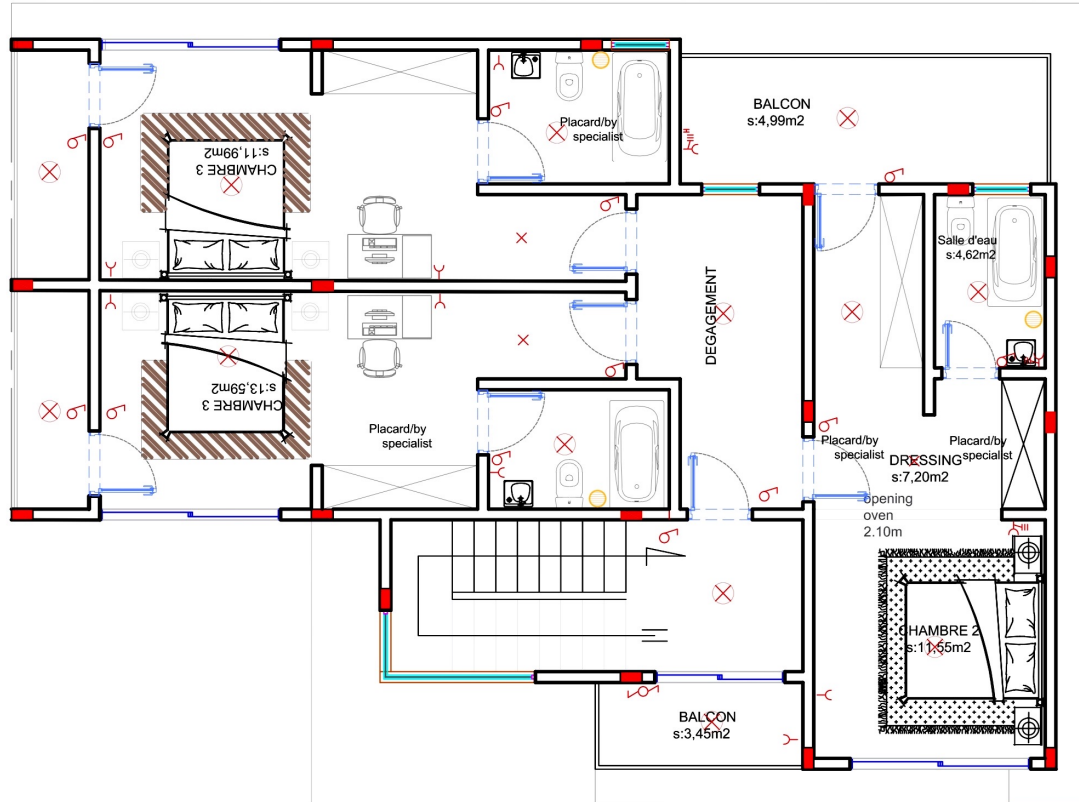 BALCON
s:4,99m2
Placard/by
specialist
CHAMBRE 3
s:11,99m2
Salle d'eau
s:4,62m2
DEGAGEMENT
CHAMBRE 3
s:13,59m2
Placard/by
specialist
Placard/by
specialist
Placard/by
specialist
DRESSING
s:7,20m2
opening
oven
2.10m
CHAMBRE 2
s:11,55m2
BALCON
s:3,45m2